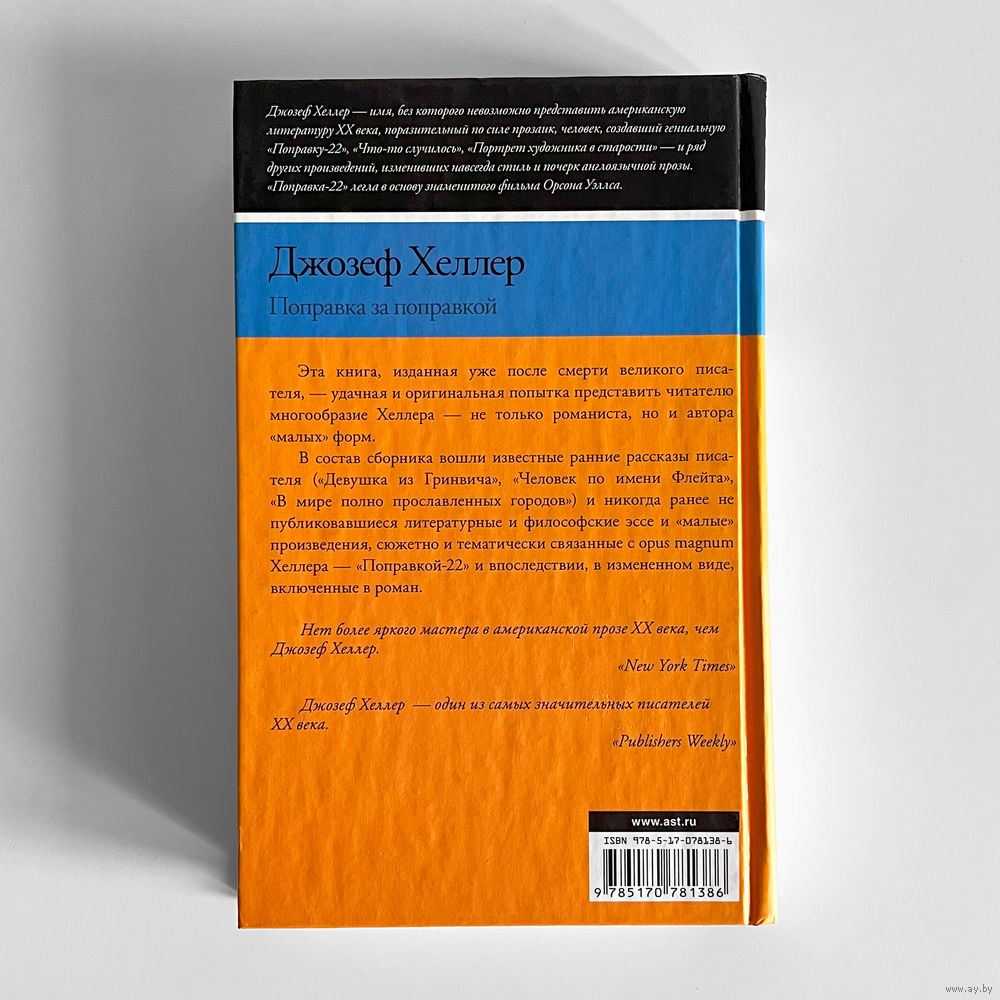 Джозеф Хеллер — имя, без которого невозможно представить американскую
литературу XX века, поразительный по силе прозаик, человек, создавший гениальную
«Поправку-22», «Что-то случилось», «Портрет художника в старости» — и ряд
других произведений, изменивших навсегда стиль и почерк англоязычной прозы.
«Поправка-22» легла в основу знаменитого фильма Орсона Уэллса.
Джозеф Хеллер
Поправка за поправкой
Эта книга, изданная уже после смерти великого писа-
теля, — удачная и оригинальная попытка представить читателю
многообразие Хеллера — не только романиста, но и автора
«малых» форм.
В состав сборника вошли известные ранние рассказы писа-
теля («Девушка из Гринвича», «Человек по имени Флейта»,
«В мире полно прославленных городов») и никогда ранее не
публиковавшиеся литературные и философские эссе и «малые»
произведения, сюжетно и тематически связанные с opus magnum
Хеллера — «Поправкой-22» и впоследствии, в измененном виде,
включенные в роман.
Нет более яркого мастера в американской прозе XX века, чем
Джозеф Хеллер.
«New York Times»
Джозеф Хеллер — один из самых значительных писателей
XX века.
«Publishers Weekly»
www.ast.ru
ISBN 978-5-17-078138-6
9 785170 781386
www.ay.by